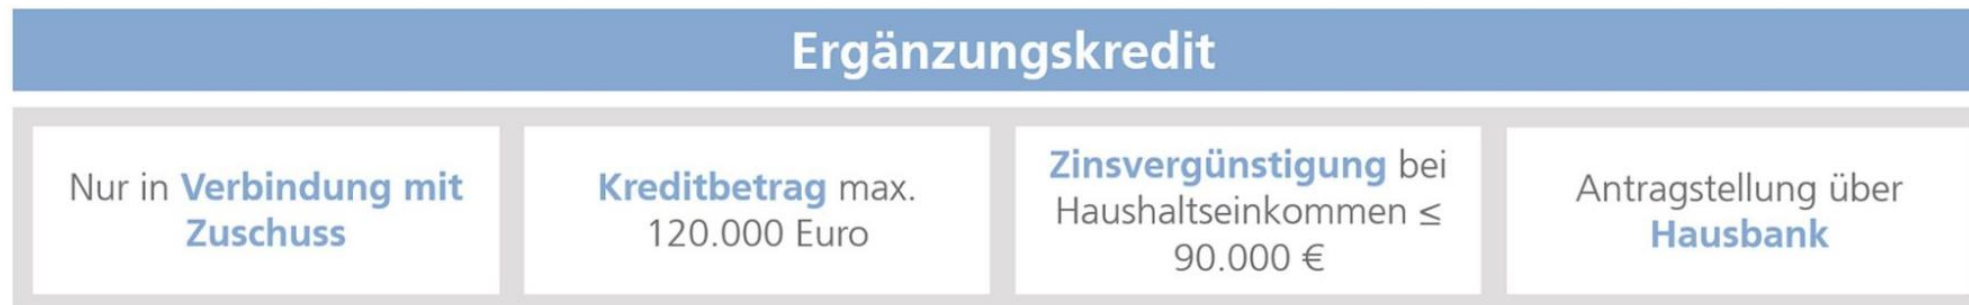 Ergänzungskredit
Nur in Verbindung mit
Zuschuss
Kreditbetrag max.
120.000 Euro
Zinsvergünstigung bei
Haushaltseinkommen ≤
90.000 €
Antragstellung über
Hausbank